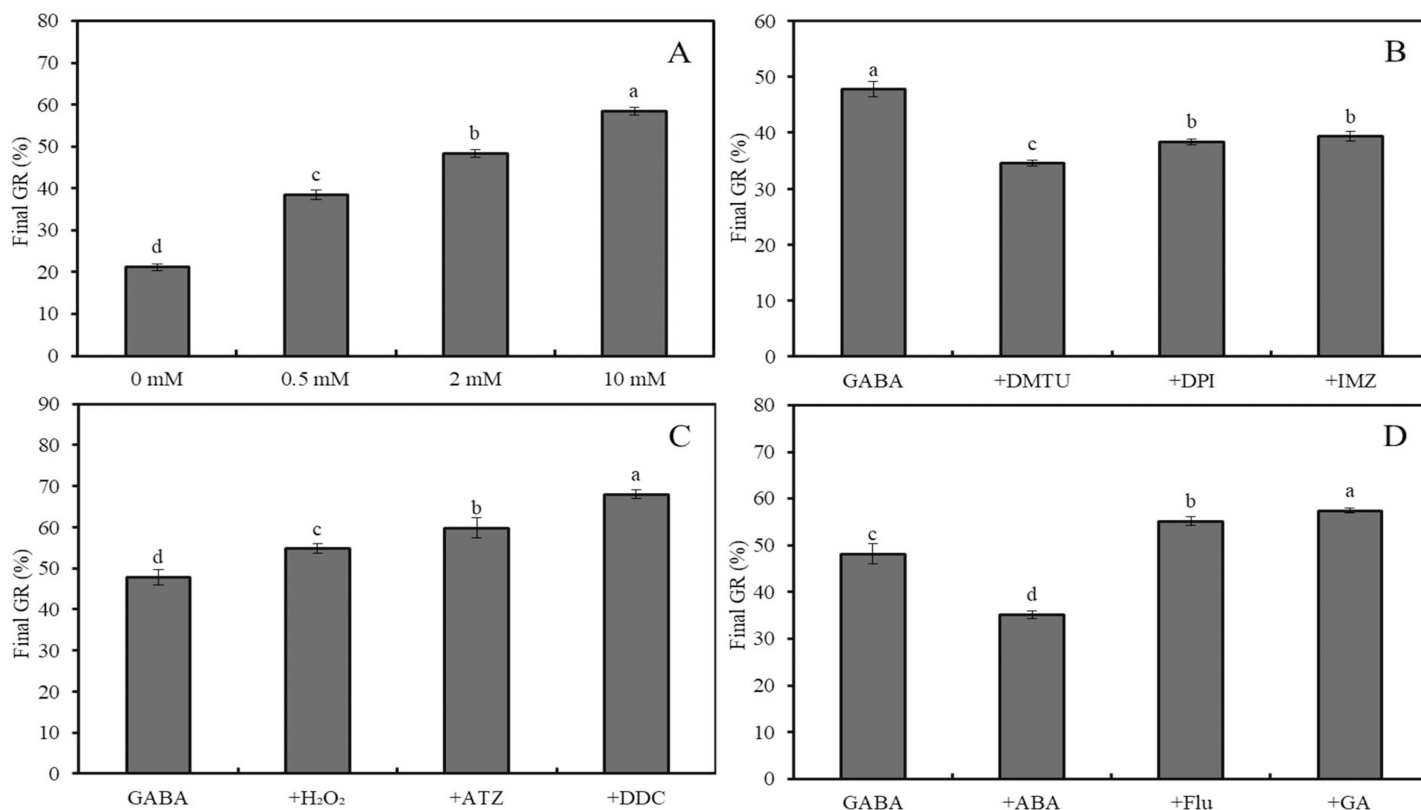 A
Final GR (%)
80
70
60
50
40
30
20
10
0
d
c
b
a
0 mM 0.5 mM 2 mM 10 mM
B
Final GR (%)
60
50
40
30
20
10
0
a
c
b
b
GABA +DMTU +DPI +IMZ
C
Final GR (%)
90
80
70
60
50
40
30
20
10
0
d
c
b
a
GABA +H₂O₂ +ATZ +DDC
D
Final GR (%)
80
70
60
50
40
30
20
10
0
c
d
b
a
GABA +ABA +Flu +GA